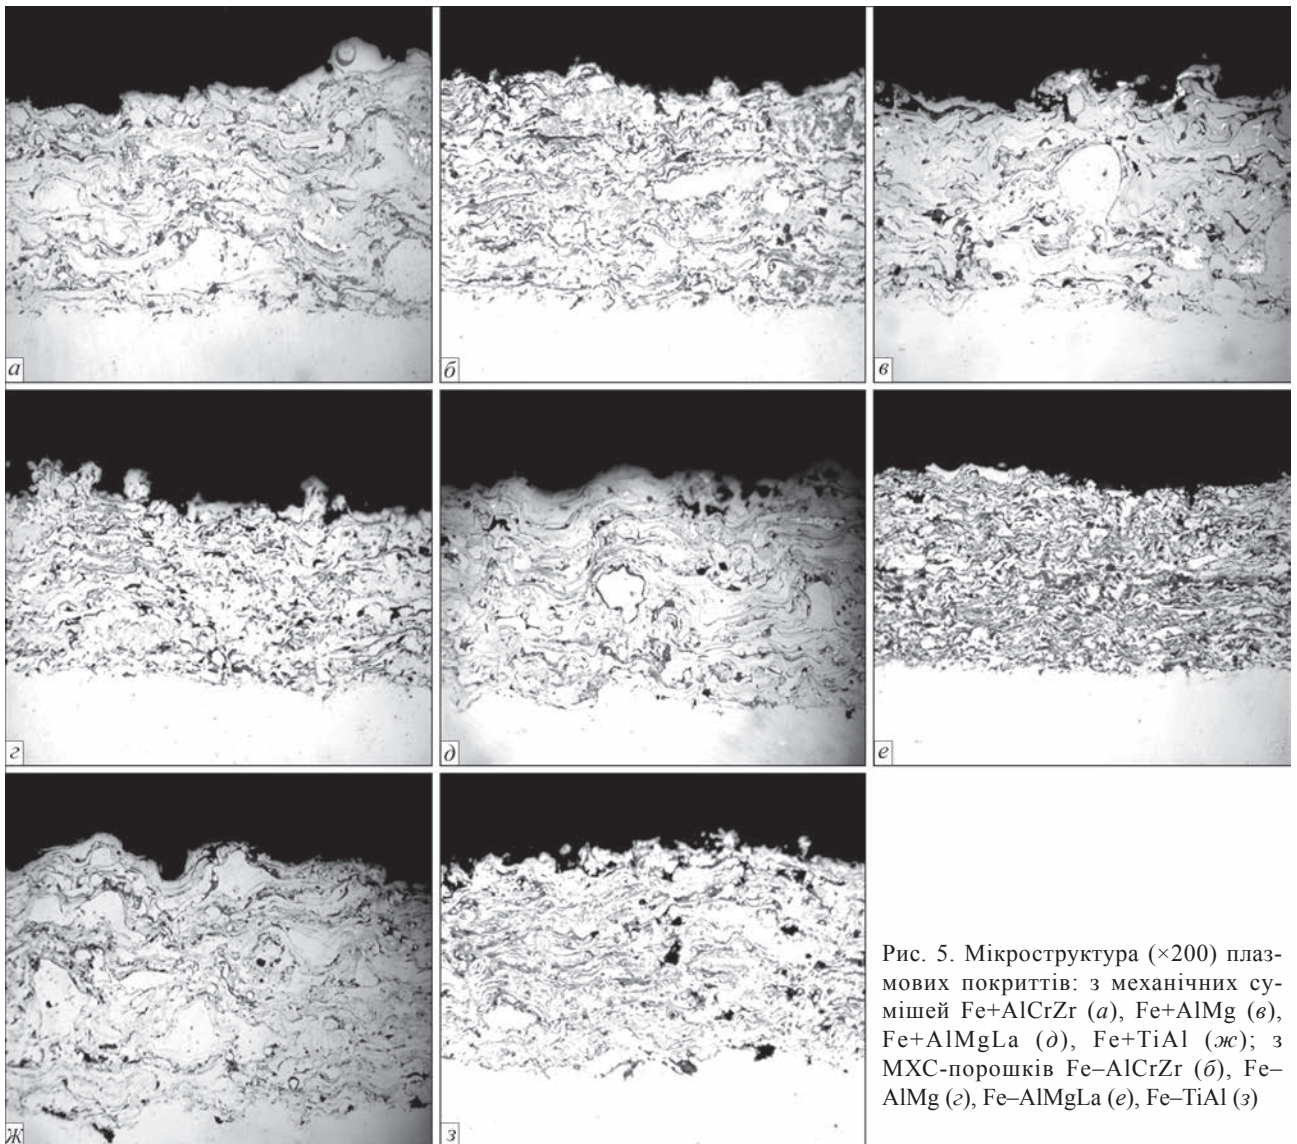 а
б
в
г
д
е
ж
з
Рис. 5. Мікроструктура (×200) плаз-
мових покриттів: з механічних су-
мішей Fe+AlCrZr (а), Fe+AlMg (в),
Fe+AlMgLa (д), Fe+TiAl (ж); з
МХС-порошків Fe–AlCrZr (б), Fe–
AlMg (г), Fe–AlMgLa (е), Fe–TiAl (з)